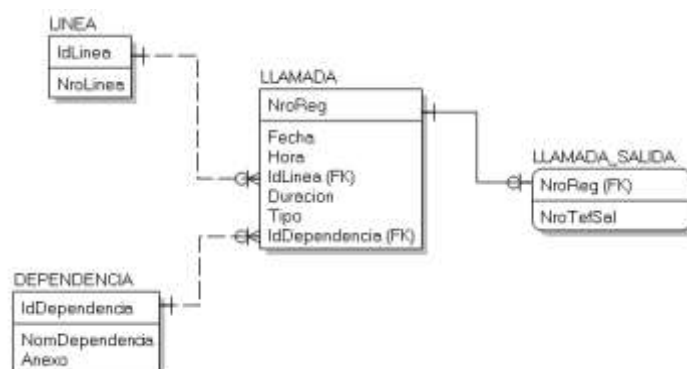 LINEA
IdLinea
NroLinea
LLAMADA
NroReg
Fecha
Hora
IdLinea (FK)
Duracion
Tipo
IdDependencia (FK)
LLAMADA_SALIDA
NroReg (FK)
NroTefSal
DEPENDENCIA
IdDependencia
NomDependencia
Anexo